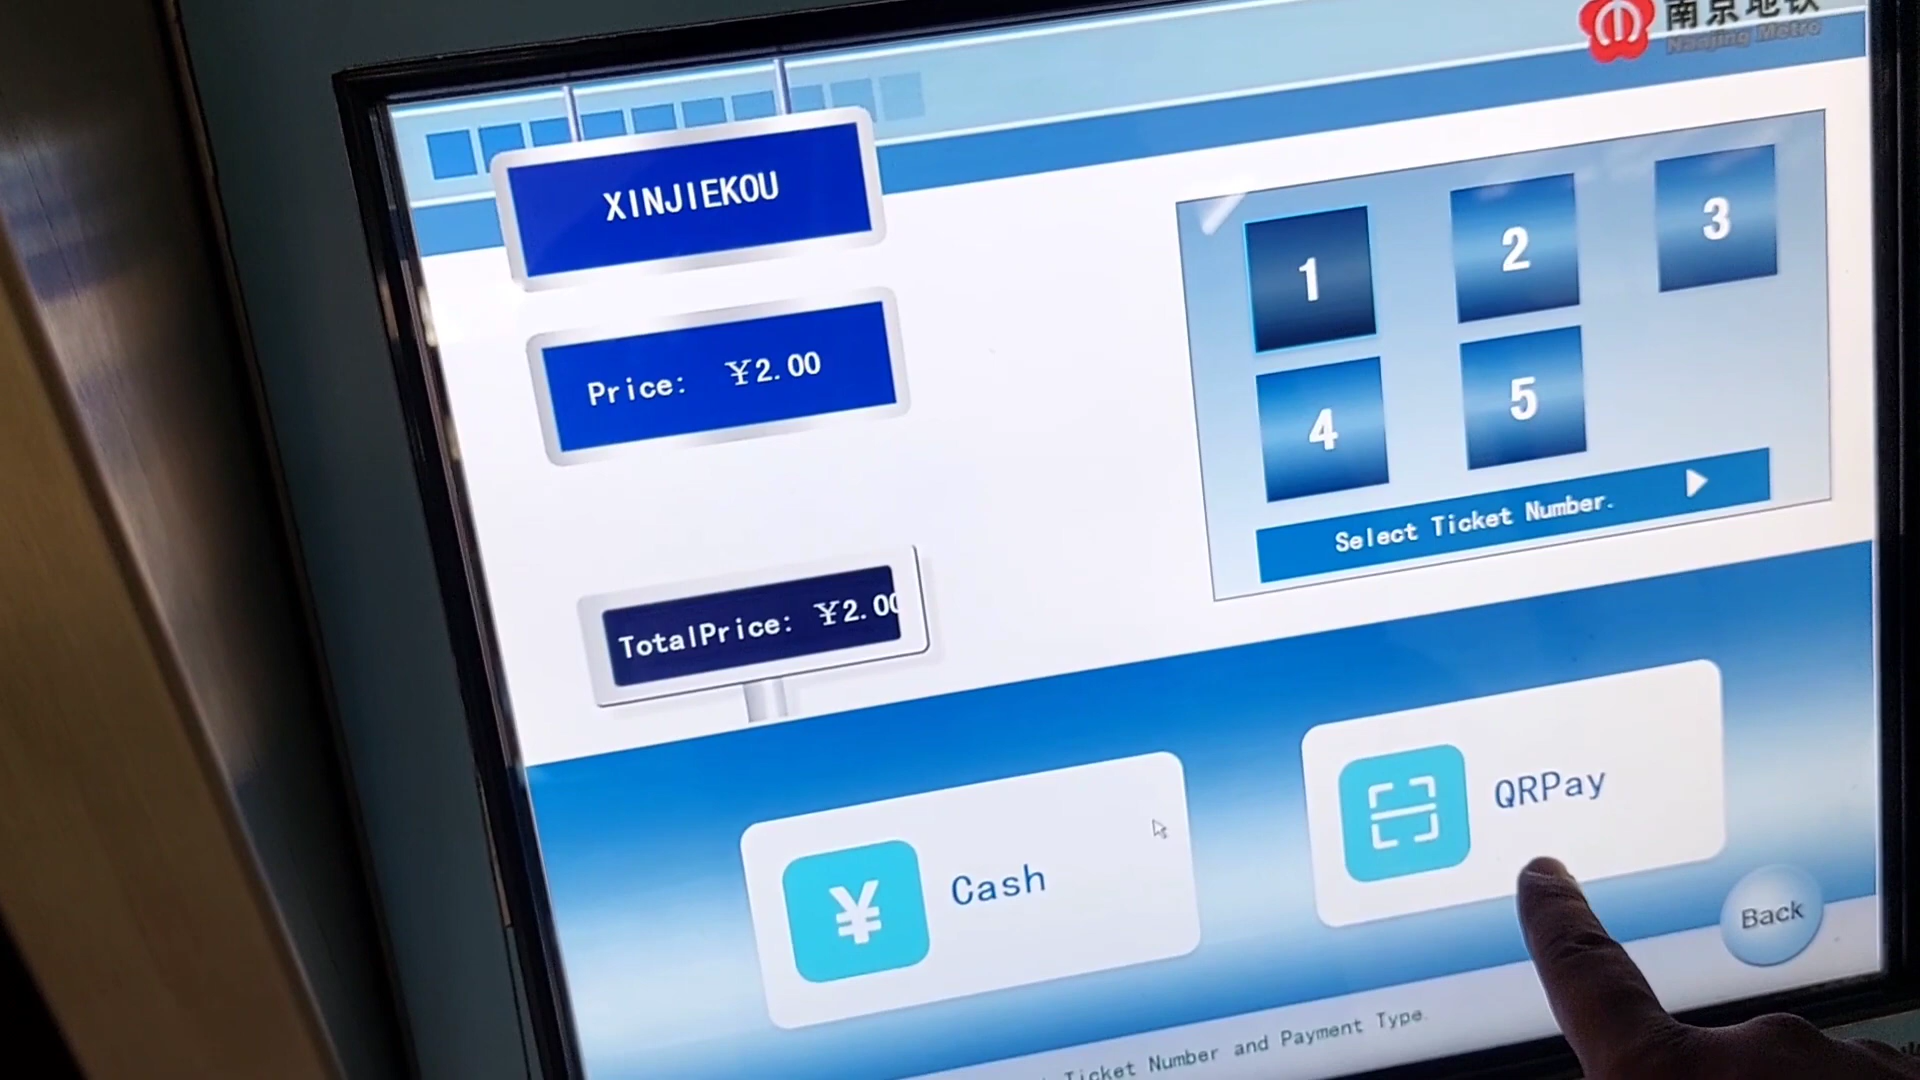 南京地铁
Nanjing Metro
XINJIEKOU
Price: ¥2.00
TotalPrice: ¥2.00
1
2
3
4
5
Select Ticket Number.
¥
Cash
QRPay
Back
Ticket Number and Payment Type.